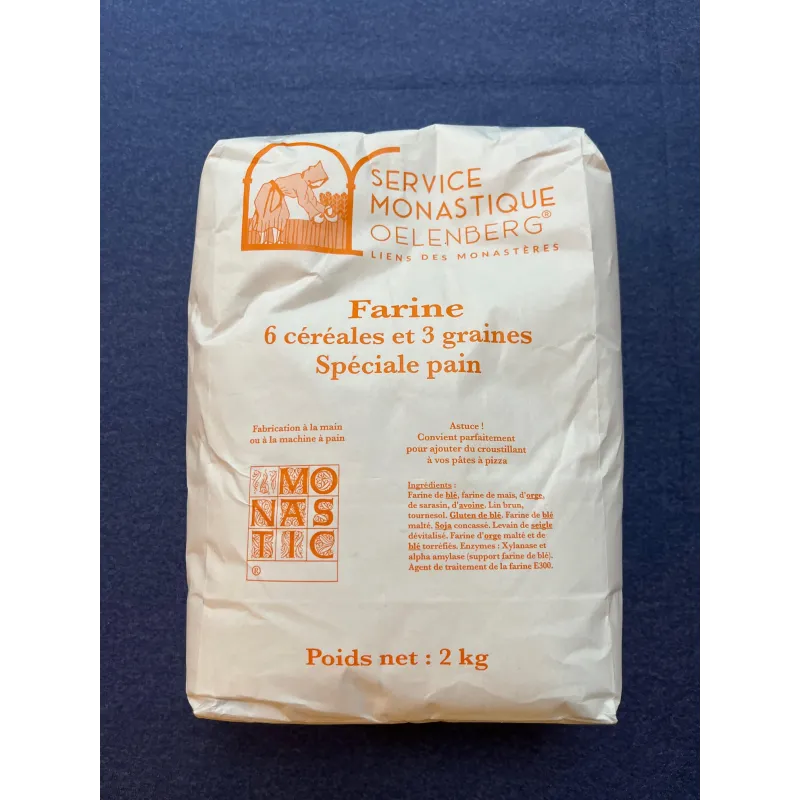 SERVICE
MONASTIQUE
OELENBERG®
LIENS DES MONASTÈRES
Farine
6 céréales et 3 graines
Spéciale pain
Fabrication à la main
ou à la machine à pain
Astuce !
Convient parfaitement
pour ajouter du croustillant
à vos pâtes à pizza
MO
NAS
TIC
®
Ingrédients :
Farine de blé, farine de mais, d'orge,
de sarasin, d'avoine. Lin brun,
tournesol. Gluten de blé. Farine de blé
malté. Soja concassé. Levain de seigle
dévitalisé. Farine d'orge malté et de
blé torréfiés. Enzymes : Xylanase et
alpha amylase (support farine de blé).
Agent de traitement de la farine E300.
Poids net : 2 kg